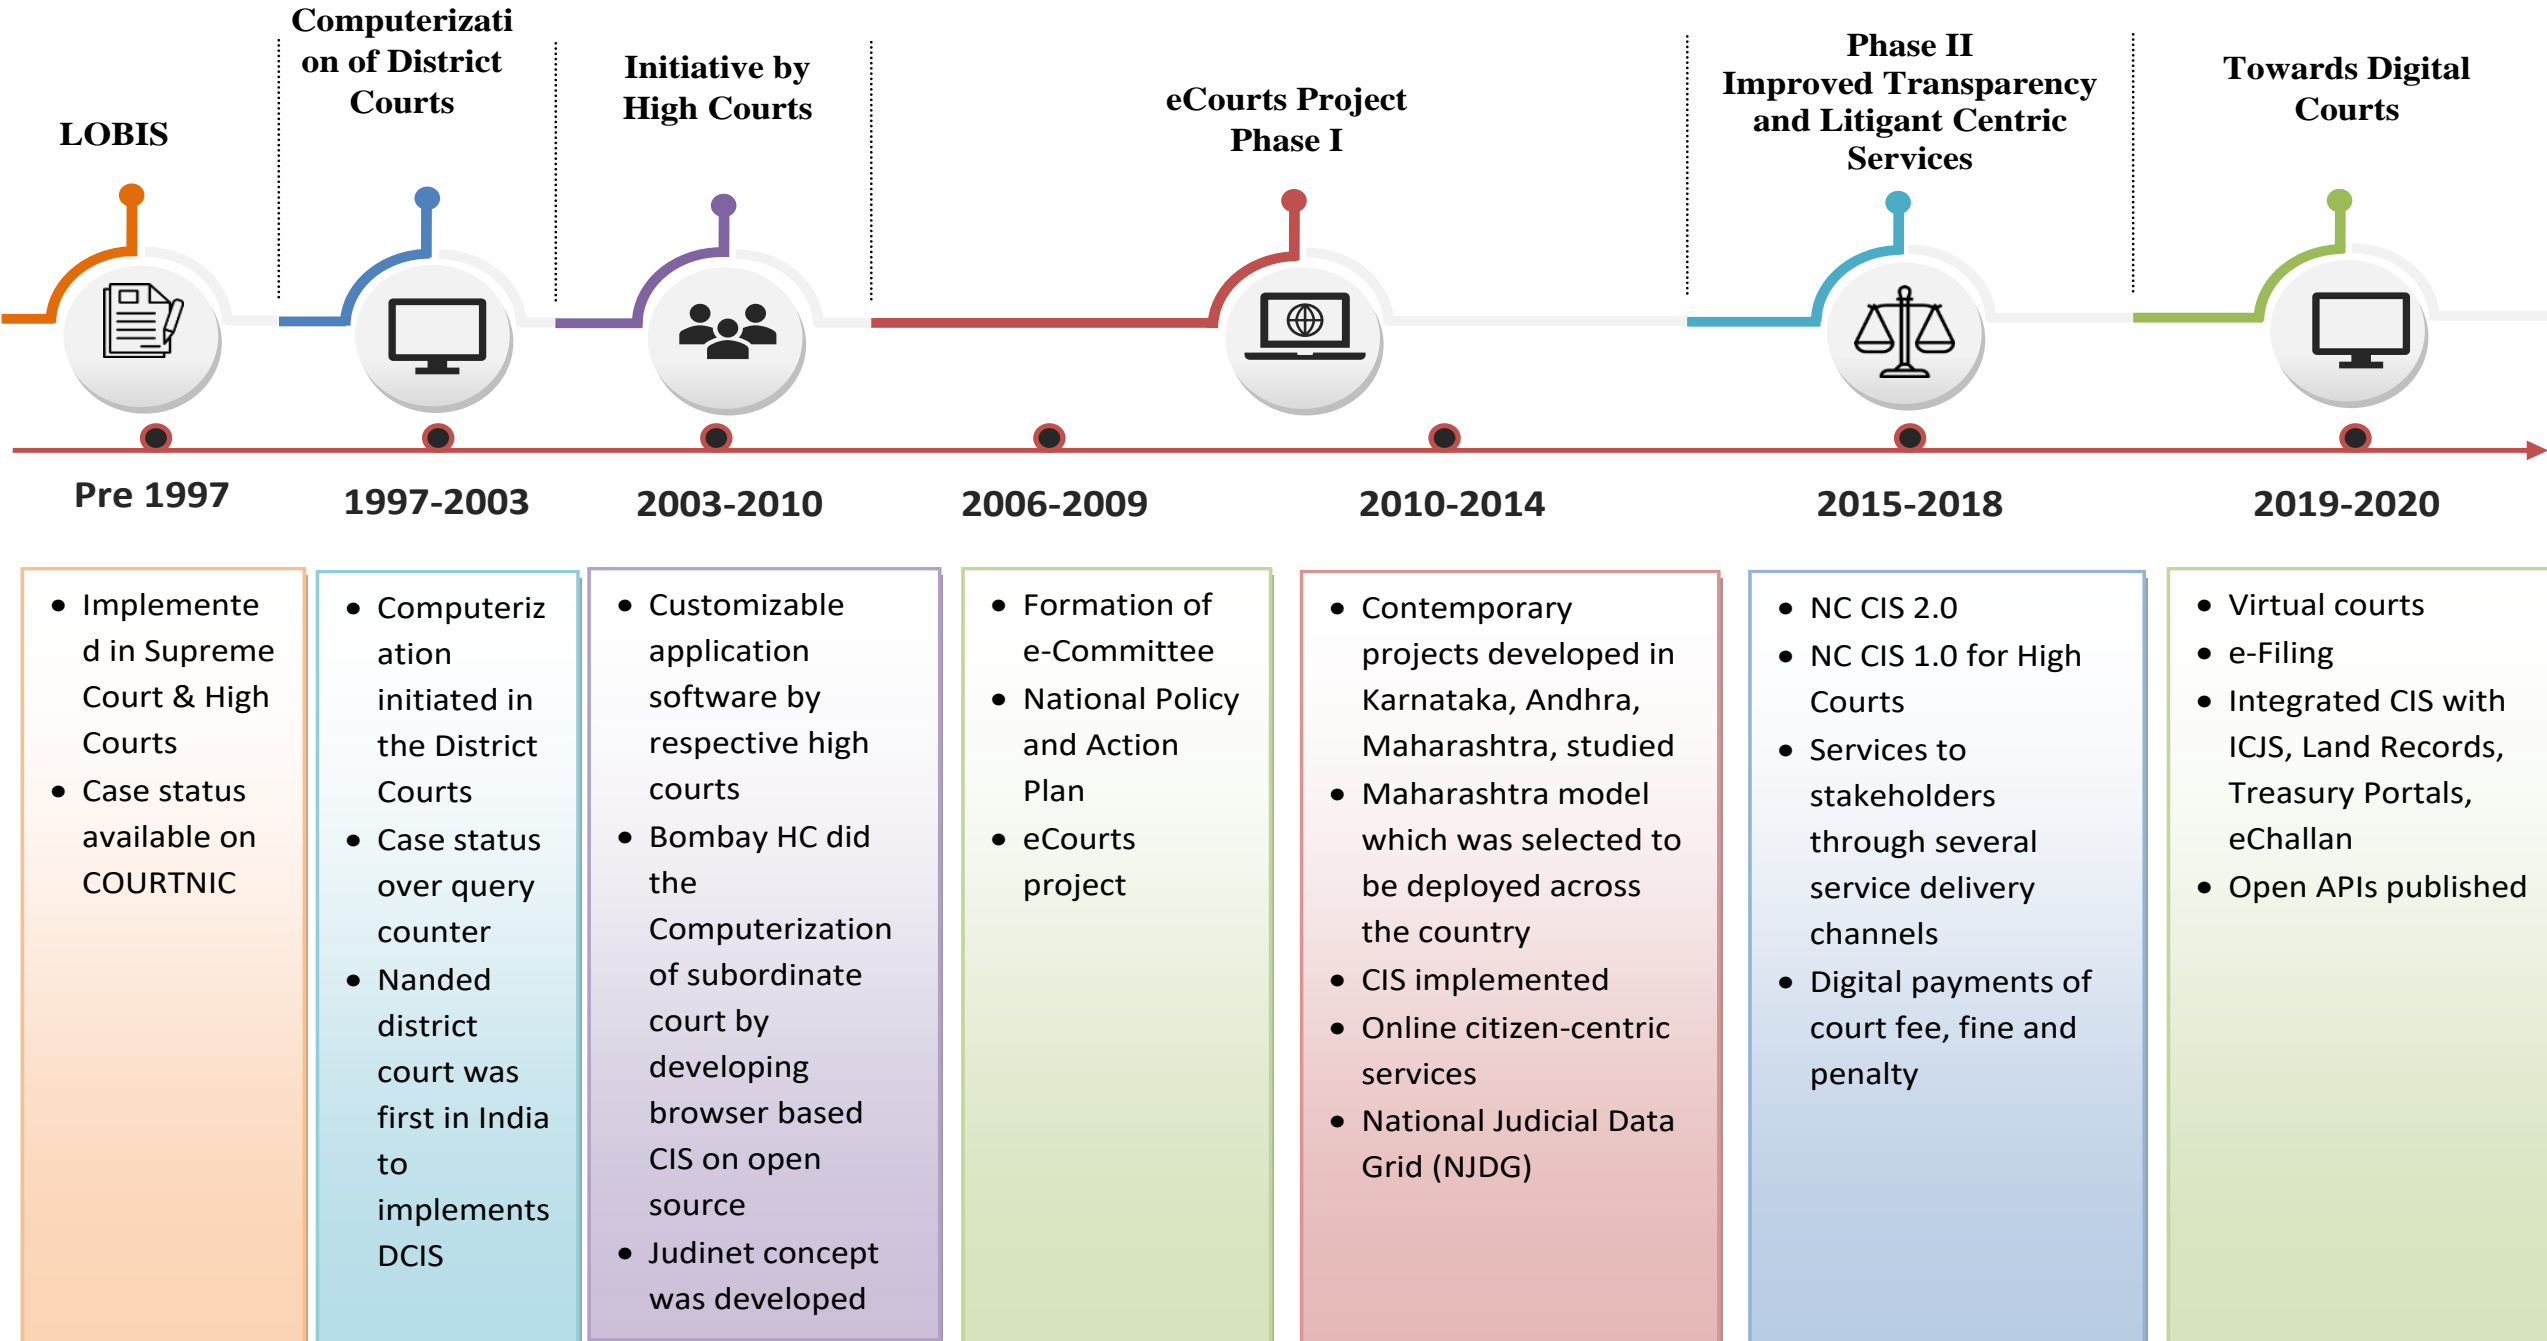 LOBIS
Computerizati
on of District
Courts
Initiative by
High Courts
eCourts Project
Phase I
Phase II
Improved Transparency
and Litigant Centric
Services
Towards Digital
Courts
Pre 1997
1997-2003
2003-2010
2006-2009
2010-2014
2015-2018
2019-2020
• Implemente
d in Supreme
Court & High
Courts
• Case status
available on
COURTNIC
• Computeriz
ation
initiated in
the District
Courts
• Case status
over query
counter
• Nanded
district
court was
first in India
to
implements
DCIS
• Customizable
application
software by
respective high
courts
• Bombay HC did
the
Computerization
of subordinate
court by
developing
browser based
CIS on open
source
• Judinet concept
was developed
• Formation of
e-Committee
• National Policy
and Action
Plan
• eCourts
project
• Contemporary
projects developed in
Karnataka, Andhra,
Maharashtra, studied
• Maharashtra model
which was selected to
be deployed across
the country
• CIS implemented
• Online citizen-centric
services
• National Judicial Data
Grid (NJDG)
• NC CIS 2.0
• NC CIS 1.0 for High
Courts
• Services to
stakeholders
through several
service delivery
channels
• Digital payments of
court fee, fine and
penalty
• Virtual courts
• e-Filing
• Integrated CIS with
ICJS, Land Records,
Treasury Portals,
eChallan
• Open APIs published